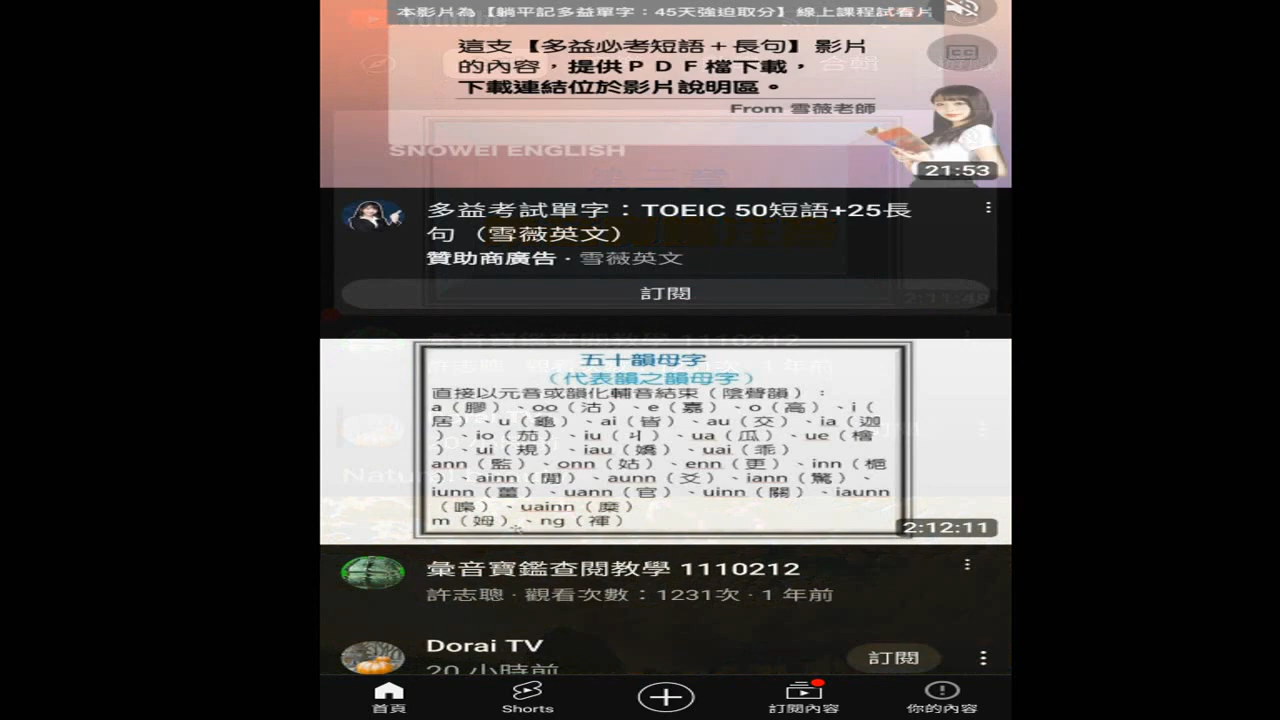 本影片為【躺平記多益單字：45天強迫取分】線上課程試看片
這支【多益必考短語＋長句】影片
的內容，提供ＰＤＦ檔下載，
下載連結位於影片說明區。
From 雪薇老師
SNOWEI ENGLISH
21:53
多益考試單字：TOEIC 50短語+25長
句（雪薇英文）
贊助商廣告 · 雪薇英文
訂閱
五十韻母字
（代表韻之韻母字）
直接以元音或韻化輔音結束（陰聲韻）：
a（膠）、oo（沽）、e（嘉）、o（高）、i（
居）、u（龜）、ai（皆）、au（交）、ia（迦
）、io（茄）、iu（丩）、ua（瓜）、ue（檜
）、ui（規）、iau（嬌）、uai（乖）
ann（監）、onn（姑）、enn（更）、inn（梔
）、ainn（閒）、aunn（爻）、iann（驚）、
iunn（薑）、uann（官）、uinn（關）、iaunn
（嘄）、uainn（糜）
m（姆）、ng（褌）
2:12:11
彙音寶鑑查閱教學 1110212
許志聰 · 觀看次數：1231次 · 1 年前
Dorai TV
訂閱
20 小時前
首頁
Shorts
訂閱內容
你的內容